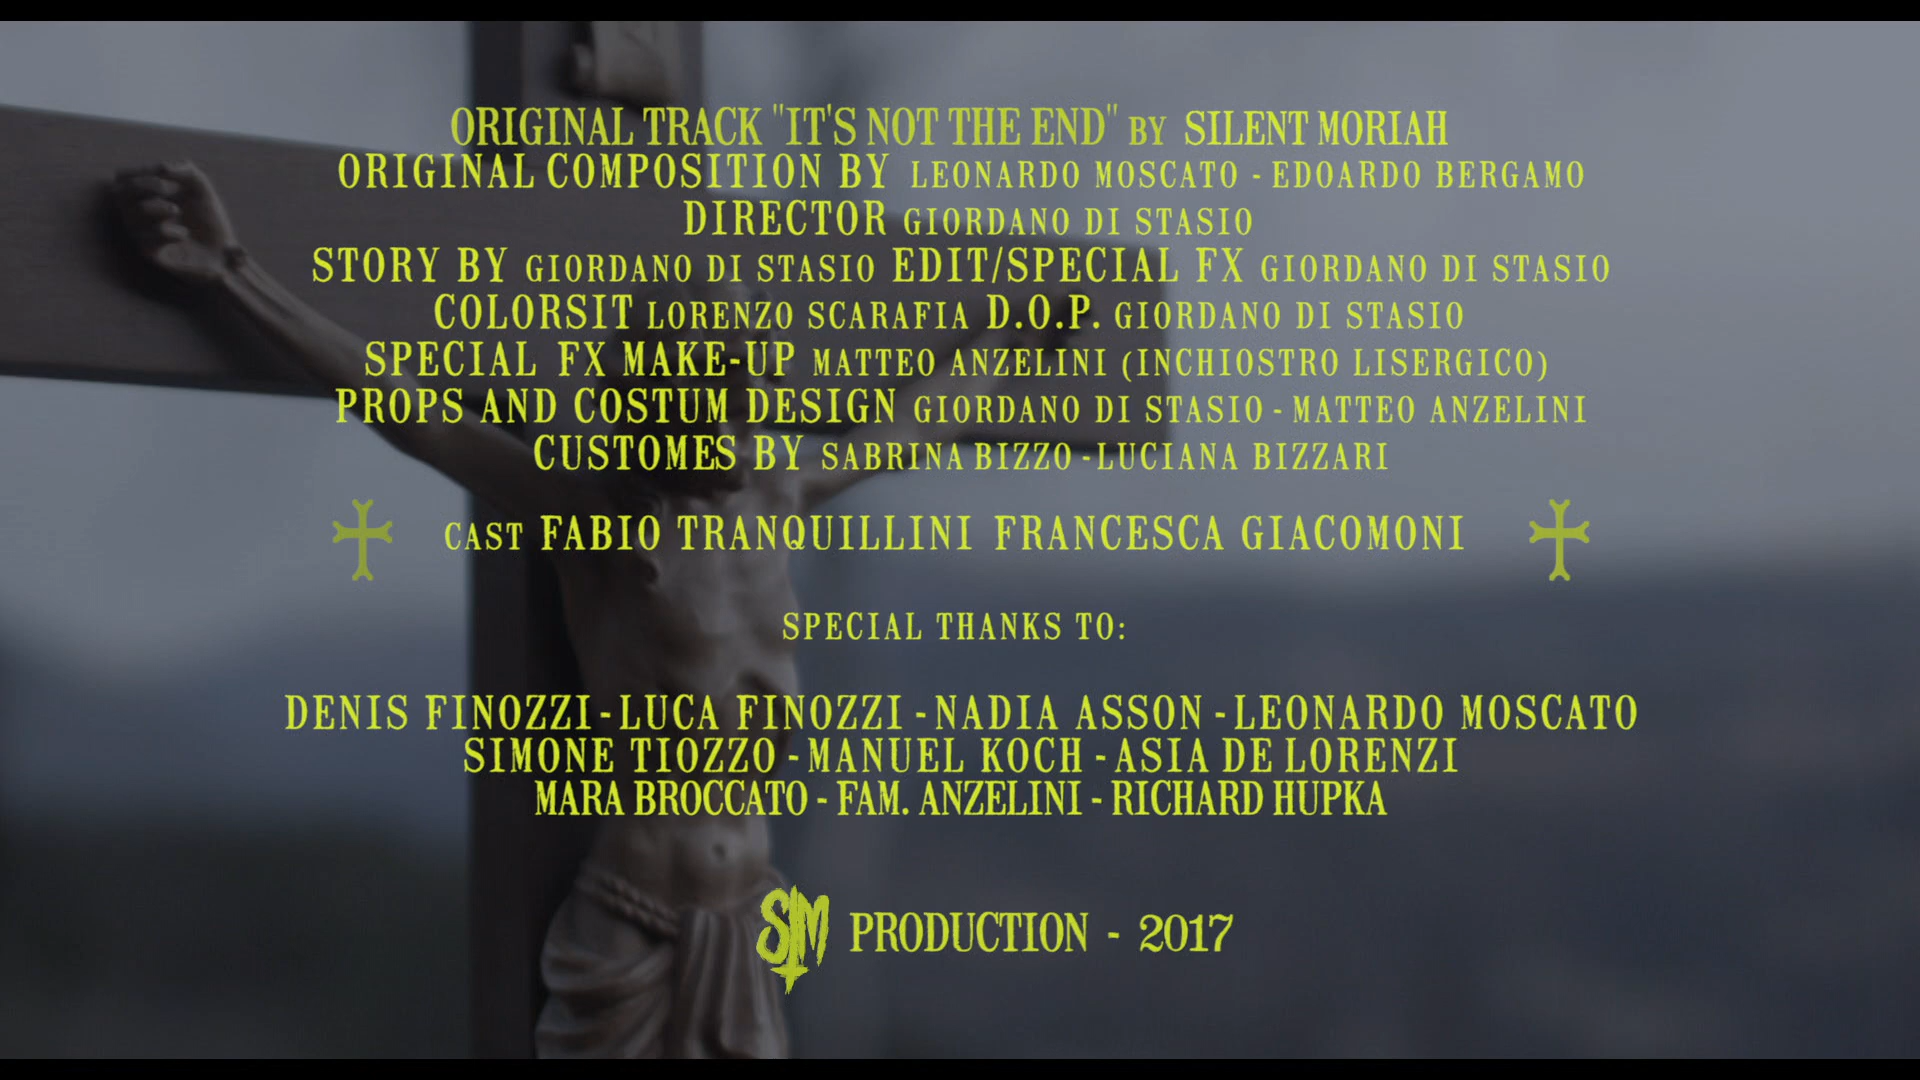 ORIGINAL TRACK "IT'S NOT THE END" BY SILENT MORIAH
ORIGINAL COMPOSITION BY LEONARDO MOSCATO - EDOARDO BERGAMO
DIRECTOR GIORDANO DI STASIO
STORY BY GIORDANO DI STASIO EDIT/SPECIAL FX GIORDANO DI STASIO
COLORSIT LORENZO SCARAFIA D.O.P. GIORDANO DI STASIO
SPECIAL FX MAKE-UP MATTEO ANZELINI (INCHIOSTRO LISERGICO)
PROPS AND COSTUM DESIGN GIORDANO DI STASIO - MATTEO ANZELINI
CUSTOMES BY SABRINA BIZZO - LUCIANA BIZZARI
CAST FABIO TRANQUILLINI FRANCESCA GIACOMONI
SPECIAL THANKS TO:
DENIS FINOZZI - LUCA FINOZZI - NADIA ASSON - LEONARDO MOSCATO
SIMONE TIOZZO - MANUEL KOCH - ASIA DE LORENZI
MARA BROCCATO - FAM. ANZELINI - RICHARD HUPKA
SM PRODUCTION - 2017